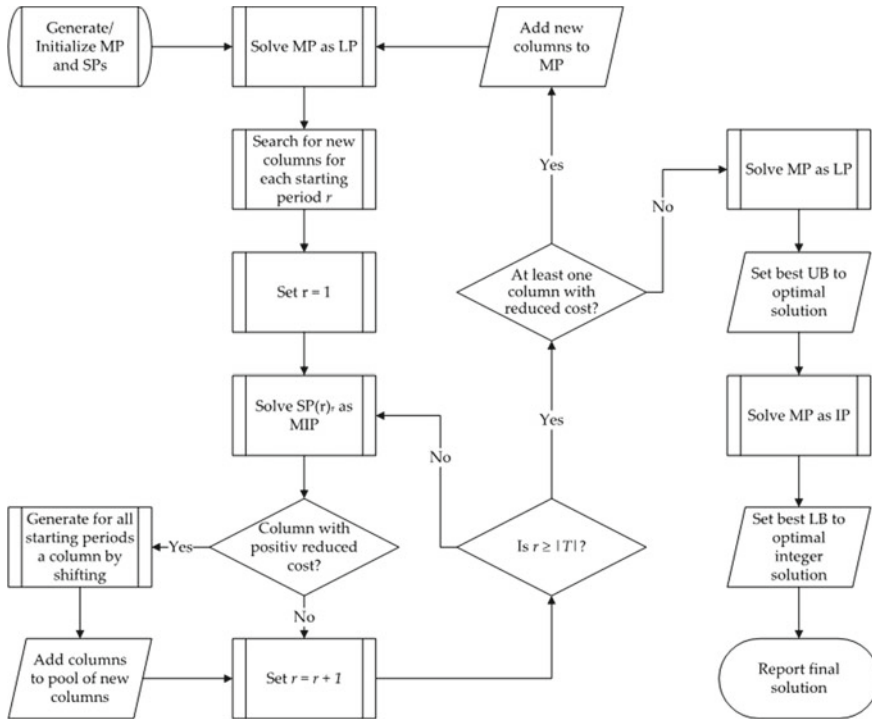 Generate/
Initialize MP
and SPs
Solve MP as LP
Add new
columns to
MP
Search for new
columns for
each starting
period r
Yes
Solve MP as LP
No
Set r = 1
At least one
column with
reduced cost?
Set best UB to
optimal
solution
Solve SP(r)r as
MIP
Yes
No
Solve MP as IP
Generate for all
starting periods
a column by
shifting
Yes
Column with
positiv reduced
cost?
Is r ≥ |T|?
Set best LB to
optimal
integer
solution
No
Add columns
to pool of new
columns
Set r = r + 1
Report final
solution